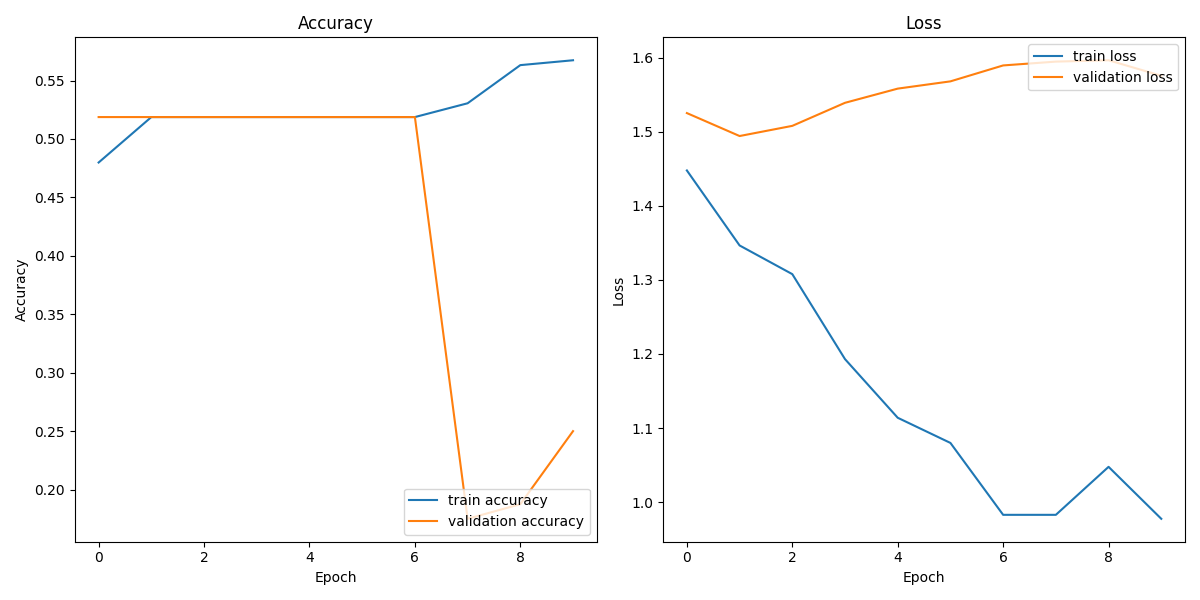 Accuracy
Accuracy
0.55
0.50
0.45
0.40
0.35
0.30
0.25
0.20
train accuracy
validation accuracy
0
2
4
6
8
Epoch
Loss
Loss
1.6
1.5
1.4
1.3
1.2
1.1
1.0
train loss
validation loss
0
2
4
6
8
Epoch